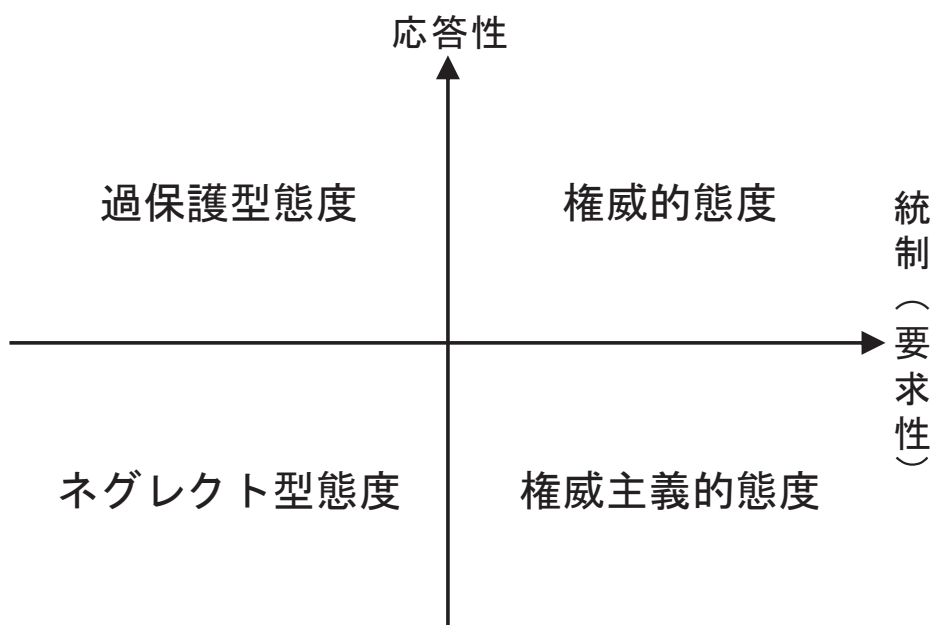 応答性
過保護型態度
権威的態度
統制（要求性）
ネグレクト型態度
権威主義的態度